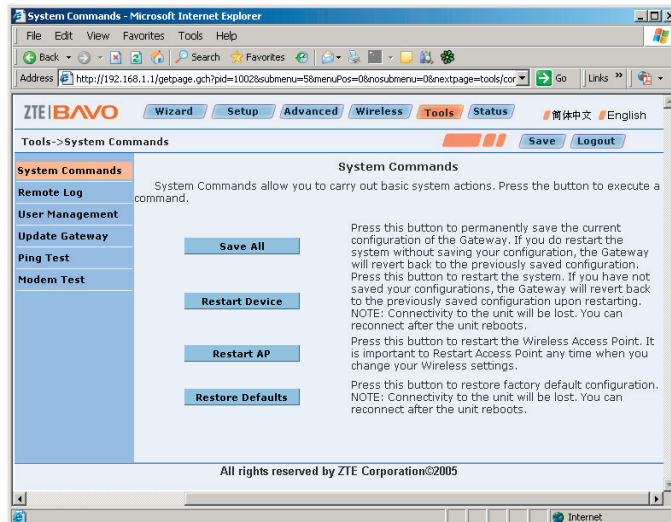 System Commands - Microsoft Internet Explorer
File Edit View Favorites Tools Help
Back Search Favorites
Address http://192.168.1.1/getpage.gch?pid=1002&submenu=5&menuPos=0&nosubmenu=0&nextpage=tools/cor Go Links »
ZTE BAVO Wizard Setup Advanced Wireless Tools Status 简体中文 English
Tools->System Commands Save Logout
System Commands
Remote Log
User Management
Update Gateway
Ping Test
Modem Test
System Commands
System Commands allow you to carry out basic system actions. Press the button to execute a
command.
Save All
Press this button to permanently save the current
configuration of the Gateway. If you do restart the
system without saving your configuration, the Gateway
will revert back to the previously saved configuration.
Restart Device
Press this button to restart the system. If you have not
saved your configurations, the Gateway will revert back
to the previously saved configuration upon restarting.
NOTE: Connectivity to the unit will be lost. You can
reconnect after the unit reboots.
Restart AP
Press this button to restart the Wireless Access Point. It
is important to Restart Access Point any time when you
change your Wireless settings.
Restore Defaults
Press this button to restore factory default configuration.
NOTE: Connectivity to the unit will be lost. You can
reconnect after the unit reboots.
All rights reserved by ZTE Corporation©2005
Internet